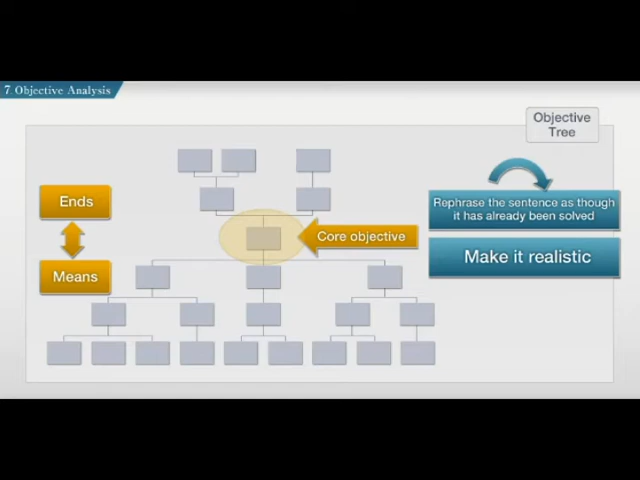 7 Objective Analysis
Objective
Tree
Ends
Means
Core objective
Rephrase the sentence as though
it has already been solved
Make it realistic